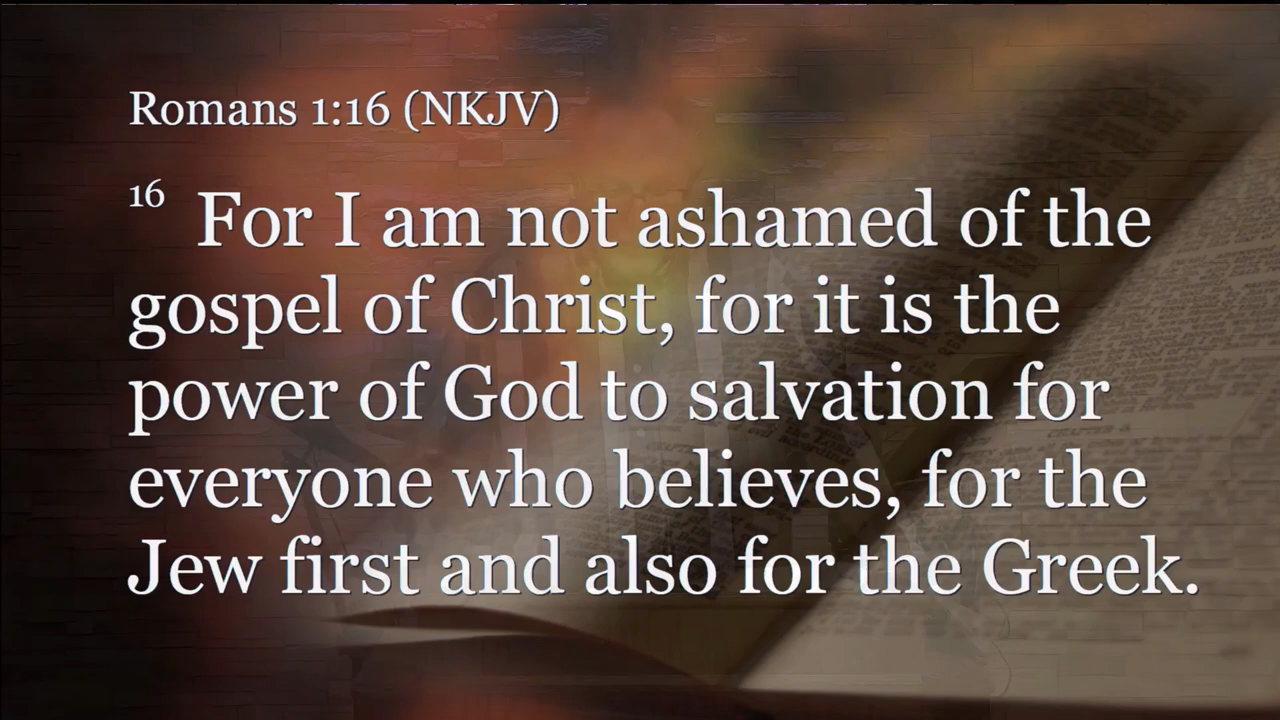 Romans 1:16 (NKJV)
16 For I am not ashamed of the
gospel of Christ, for it is the
power of God to salvation for
everyone who believes, for the
Jew first and also for the Greek.